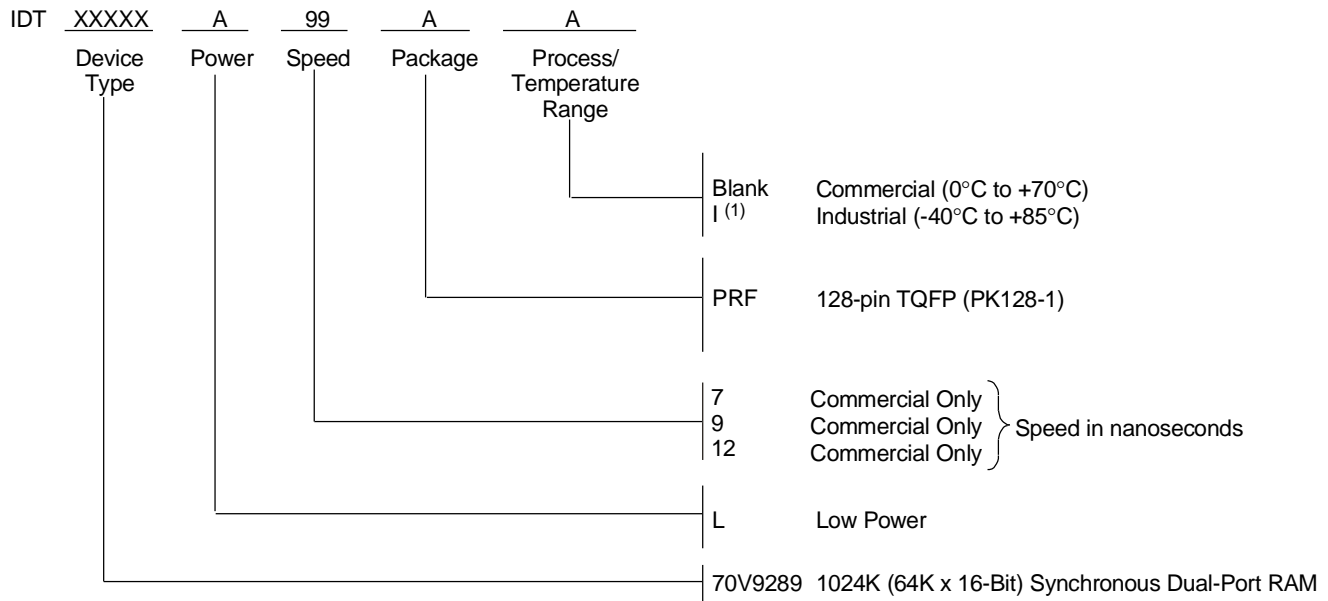 IDT XXXXX A 99 A A
Device Type
Power
Speed
Package
Process/ Temperature Range
Blank Commercial (0°C to +70°C)
I (1) Industrial (-40°C to +85°C)
PRF 128-pin TQFP (PK128-1)
7 Commercial Only
9 Commercial Only
12 Commercial Only
Speed in nanoseconds
L Low Power
70V9289 1024K (64K x 16-Bit) Synchronous Dual-Port RAM